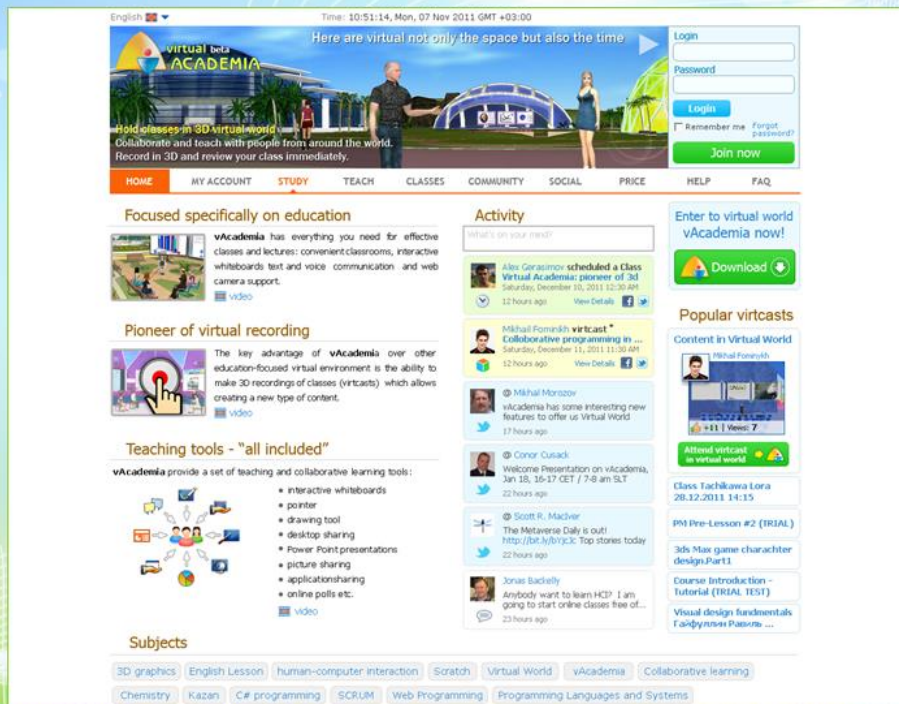 English
Time: 10:51:14, Mon, 07 Nov 2011 GMT +03:00
virtual beta
ACADEMIA
Here are virtual not only the space but also the time
Hold classes in 3D virtual world
Collaborate and teach with people from around the world.
Record in 3D and review your class immediately.
Login
Password
Login
Remember me
Forgot
password?
Join now
HOME MY ACCOUNT STUDY TEACH CLASSES COMMUNITY SOCIAL PRICE HELP FAQ
Focused specifically on education
vAcademia has everything you need for effective
classes and lectures: convenient classrooms, interactive
whiteboards text and voice communication and web
camera support.
video
Pioneer of virtual recording
The key advantage of vAcademia over other
education-focused virtual environment is the ability to
make 3D recordings of classes (virtcasts) which allows
creating a new type of content.
video
Teaching tools - "all included"
vAcademia provide a set of teaching and collaborative learning tools:
• interactive whiteboards
• pointer
• drawing tool
• desktop sharing
• Power Point presentations
• picture sharing
• applicationsharing
• online polls etc.
video
Activity
What's on your mind?
Alex Gerasimov scheduled a Class
Virtual Academia: pioneer of 3d
Saturday, December 10, 2011 12:30 AM
12 hours ago View Details
Mikhail Fominkh virtcast *
Colloborative programming in ...
Saturday, December 11, 2011 11:30 AM
12 hours ago View Details
@ Mikhal Morozov
vAcademia has some interesting new
features to offer us Virtual World
17 hours ago
@ Conor Cusack
Welcome Presentation on vAcademia,
Jan 18, 16-17 CET / 7-8 am SLT
22 hours ago
@ Scott R. MacIver
The Metaverse Daily is out!
http://bit.ly/bYjcJc Top stories today
22 hours ago
Jonas Backelly
Anybody want to learn HCI? I am
going to start online classes free of...
23 hours ago
Enter to virtual world
vAcademia now!
Download
Popular virtcasts
Content in Virtual World
Mikhail Fominykh
+11 | Views: 7
Attend virtcast
in virtual world
Class Tachikawa Lora
28.12.2011 14:15
PM Pre-Lesson #2 (TRIAL)
3ds Max game charachter
design.Part1
Course Introduction -
Tutorial (TRIAL TEST)
Visual design fundmentals
Гайфуллин Равиль ...
Subjects
3D graphics English Lesson human-computer interaction Scratch Virtual World vAcademia Collaborative learning
Chemistry Kazan C# programming SCRUM Web Programming Programming Languages and Systems